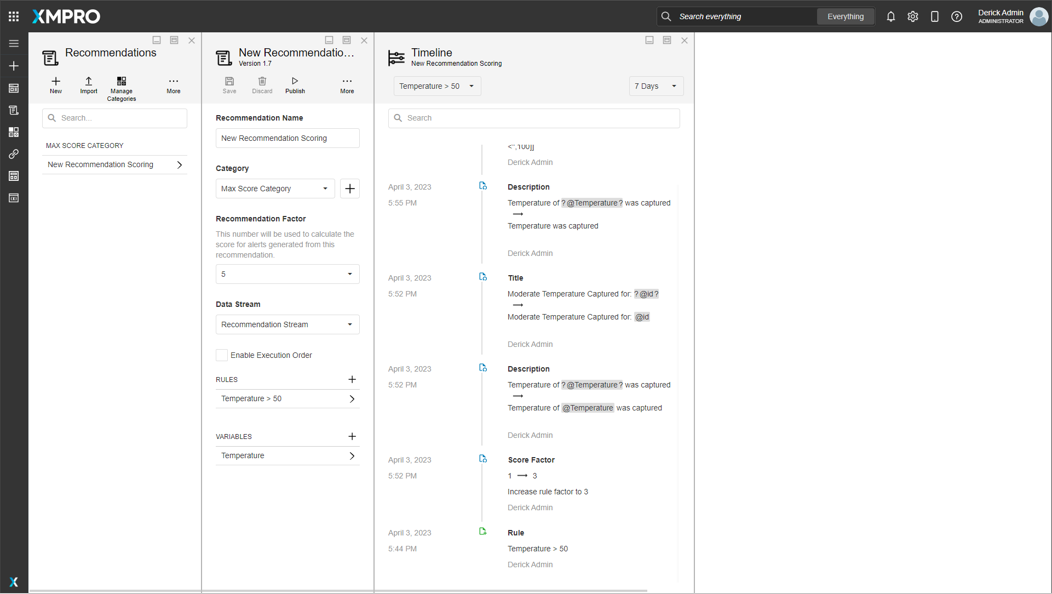 XMPRO
Search everything
Everything
Derick Admin
ADMINISTRATOR
Recommendations
New
Import
Manage
Categories
More
Search...
MAX SCORE CATEGORY
New Recommendation Scoring
New Recommendatio...
Version 1.7
Save
Discard
Publish
More
Recommendation Name
New Recommendation Scoring
Category
Max Score Category
Recommendation Factor
This number will be used to calculate the
score for alerts generated from this
recommendation.
5
Data Stream
Recommendation Stream
Enable Execution Order
RULES
Temperature > 50
VARIABLES
Temperature
Timeline
New Recommendation Scoring
Temperature > 50
7 Days
Search
<",100]]
Derick Admin
April 3, 2023
5:55 PM
Description
Temperature of ?@Temperature? was captured
Temperature was captured
Derick Admin
April 3, 2023
5:52 PM
Title
Moderate Temperature Captured for: ?@id?
Moderate Temperature Captured for: @id
Derick Admin
April 3, 2023
5:52 PM
Description
Temperature of ?@Temperature? was captured
Temperature of @Temperature was captured
Derick Admin
April 3, 2023
5:52 PM
Score Factor
1 ⟶ 3
Increase rule factor to 3
Derick Admin
April 3, 2023
5:44 PM
Rule
Temperature > 50
Derick Admin